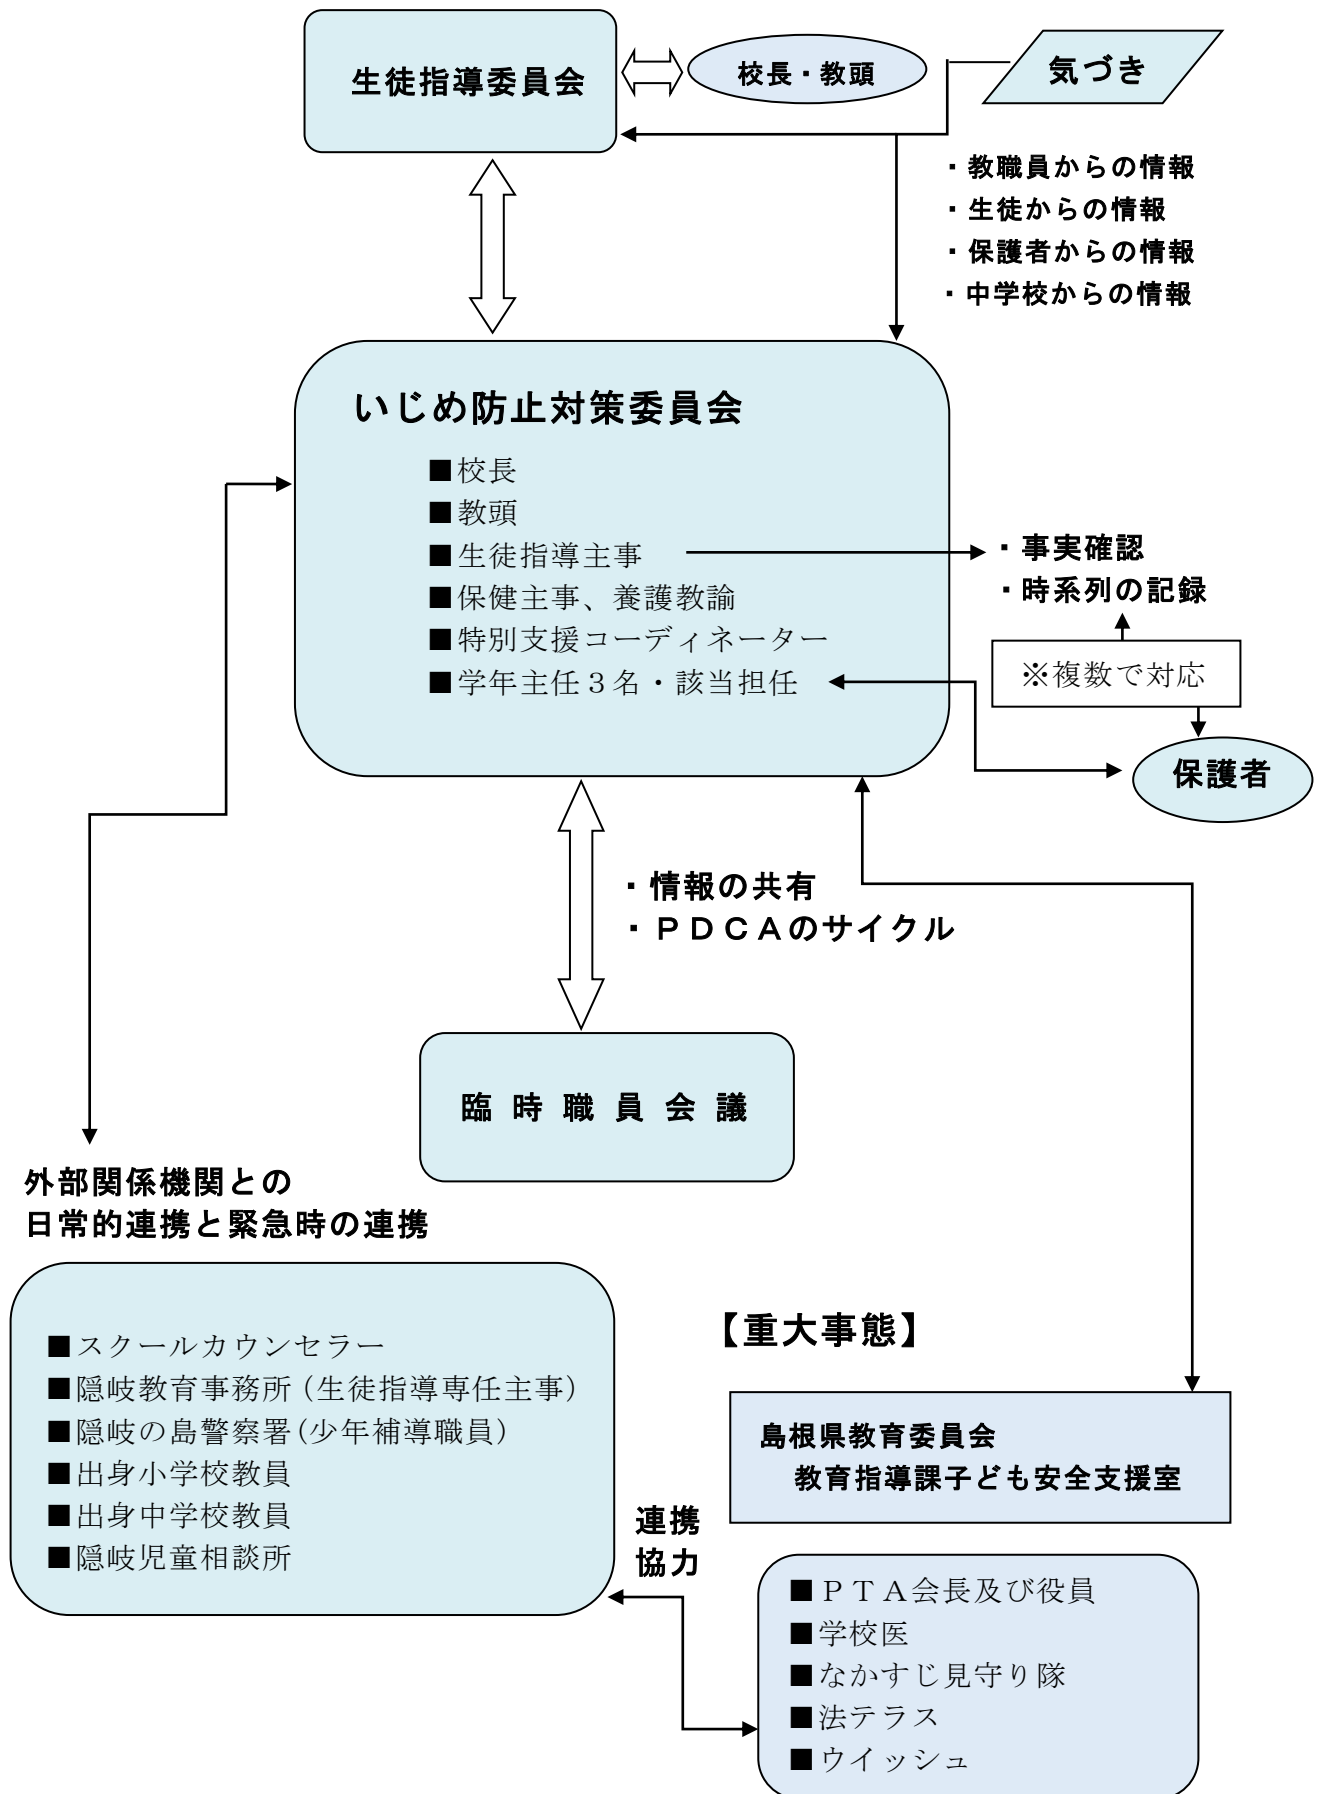 生徒指導委員会
校長・教頭
気づき
・教職員からの情報
・生徒からの情報
・保護者からの情報
・中学校からの情報
いじめ防止対策委員会
■校長
■教頭
■生徒指導主事
■保健主事、養護教諭
■特別支援コーディネーター
■学年主任３名・該当担任
・事実確認
・時系列の記録
※複数で対応
保護者
・情報の共有
・ＰＤＣＡのサイクル
臨時職員会議
外部関係機関との
日常的連携と緊急時の連携
■スクールカウンセラー
■隠岐教育事務所（生徒指導専任主事）
■隠岐の島警察署（少年補導職員）
■出身小学校教員
■出身中学校教員
■隠岐児童相談所
【重大事態】
島根県教育委員会
教育指導課子ども安全支援室
連携
協力
■ＰＴＡ会長及び役員
■学校医
■なかすじ見守り隊
■法テラス
■ウイッシュ